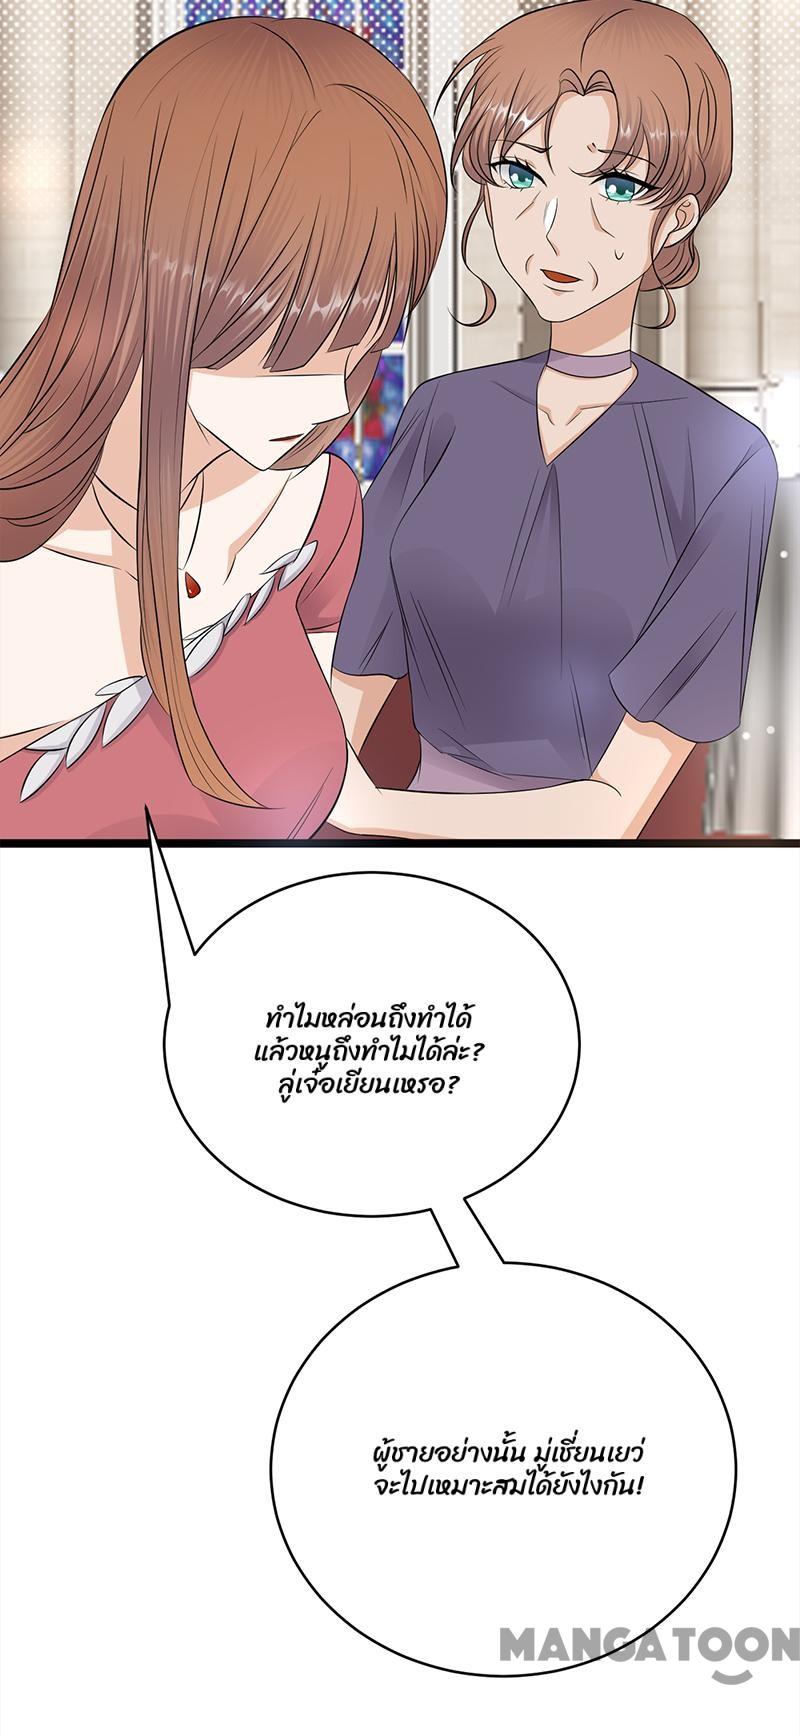 ทำไมหล่อนถึงทำได้
แล้วหนูถึงทำไม่ได้ล่ะ?
ลู่เจ๋อเยียนเหรอ?
ผู้ชายอย่างนั้น มู่เชี่ยนเยว่
จะไปเหมาะสมได้ยังไงกัน!
MANGATOON